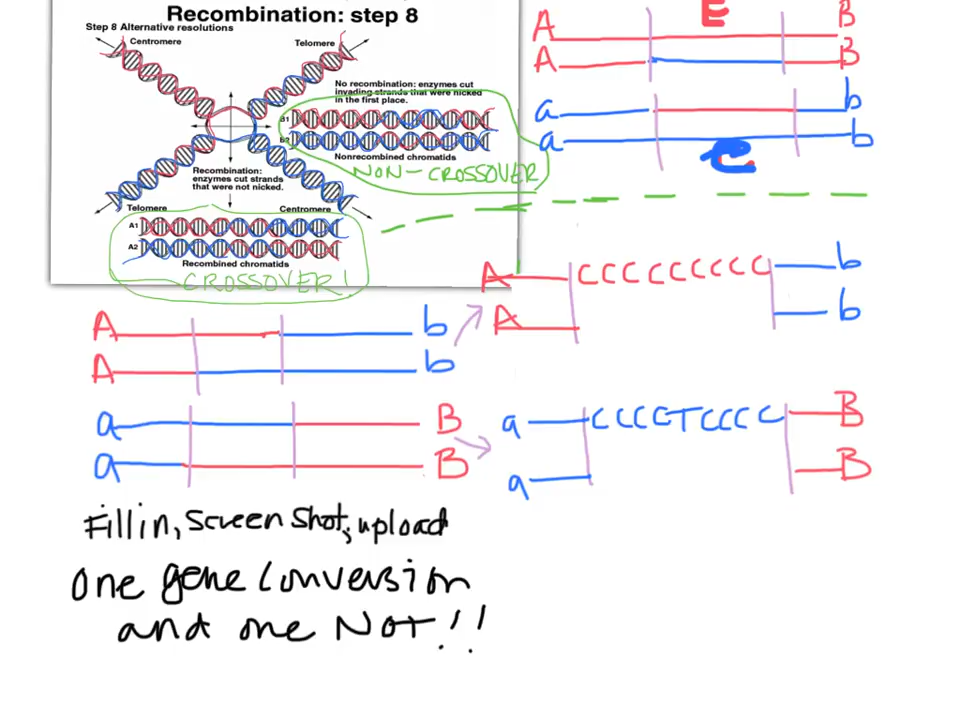 Recombination: step 8
Step 8 Alternative resolutions
Centromere
Telomere
No recombination: enzymes cut
invading strands that were nicked
in the first place.
B1
B2
Nonrecombined chromatids
NON-CROSSOVER
Recombination:
enzymes cut strands
that were not nicked.
Telomere
Centromere
A1
A2
Recombined chromatids
CROSSOVER!
E
A B
A B
a b
a b
A CCCCCCCCC b
A b
A b
A b
a B
a B
a CCCCTCCCC B
a B
Fill in, Screen Shot, upload
One gene Conversion
and one NOT!!